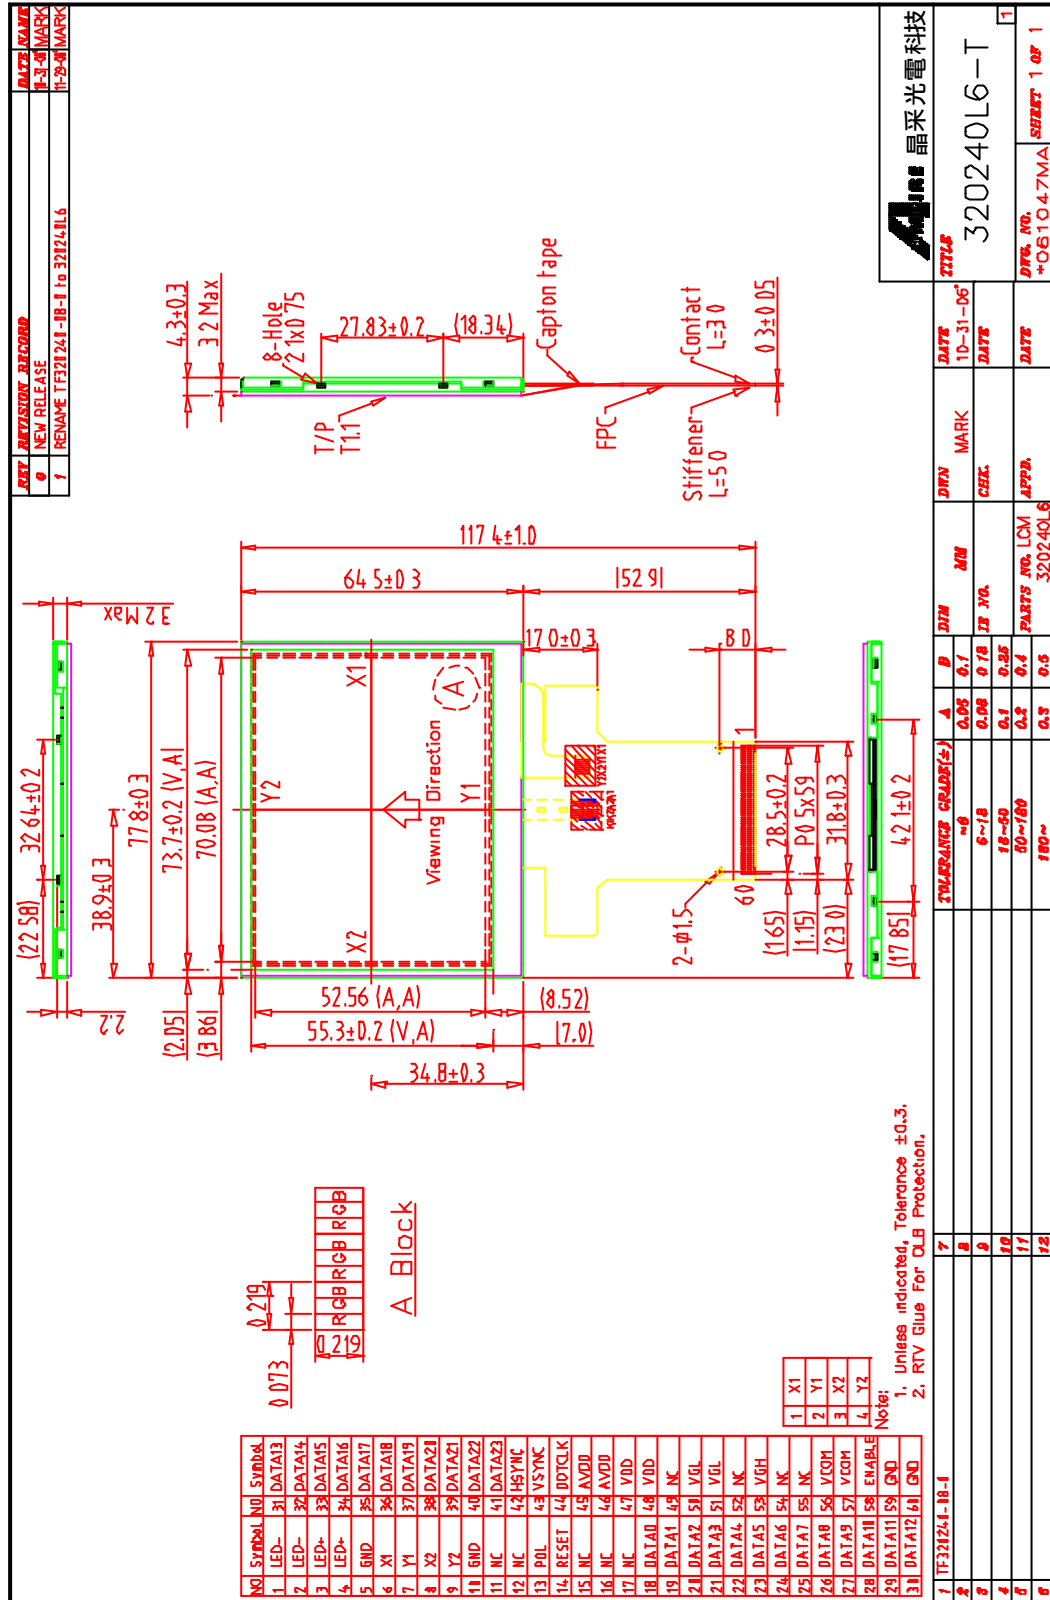 REV REVISION RECORD DATE NAME
0 NEW RELEASE MARK
1 11-29-06 MARK
4.3±0.3
3.2 Max
8-Hole
2.1x0.75
27.83±0.2
(18.34)
T/P
T1.1
Capton tape
FPC
Contact
L=3.0
Stiffener
L=5.0
0.3±0.05
3.2 Max
2.2
32.64±0.2
(22.58)
77.8±0.3
38.9±0.3
73.7±0.2 (V,A)
70.08 (A,A)
(2.05)
(3.86)
117.4±1.0
64.5±0.3
(52.9)
17.0±0.3
8.0
X1
Y2
A
Viewing Direction
Y1
X2
Y2X2Y1X1
52.56 (A,A)
(8.52)
55.3±0.2 (V,A)
(7.0)
34.8±0.3
2-φ1.5
1
60
28.5±0.2
(1.65)
P0.5x59
(1.15)
31.8±0.3
(23.0)
42.1±0.2
(17.85)
0.219
0.073
(0.219)
R G B R G B R G B
A Block
NO Symbol NO Symbol
1 LED- 31 DATA13
2 LED- 32 DATA14
3 LED+ 33 DATA15
4 LED+ 34 DATA16
5 GND 35 DATA17
6 X1 36 DATA18
7 Y1 37 DATA19
8 X2 38 DATA20
9 Y2 39 DATA21
10 GND 40 DATA22
11 NC 41 DATA23
12 NC 42 HSYNC
13 POL 43 VSYNC
14 RESET 44 DOTCLK
15 NC 45 AVDD
16 NC 46 AVDD
17 NC 47 VDD
18 DATA0 48 VDD
19 DATA1 49 NC
20 DATA2 50 VGL
21 DATA3 51 VGL
22 DATA4 52 NC
23 DATA5 53 VGH
24 DATA6 54 NC
25 DATA7 55 NC
26 DATA8 56 VCOM
27 DATA9 57 VCOM
28 DATA10 58 ENABLE
29 DATA11 59 GND
30 DATA12 60 GND
1 X1
2 Y1
3 X2
4 Y2
Note:
1. Unless indicated, Tolerance ±0.3.
2. RTV Glue For OLB Protection.
晶采光電科技
TITLE
320240L6-T
1
DWG. NO.
*061047MA
SHEET 1 OF 1
DWN MARK DATE 10-31-06'
CHK. DATE
APPD. DATE
DIM MM
IR NO.
PARTS NO. LCM
320240L6
TOLERANCE GRADE(±) A B
~6 0.05 0.1
6~18 0.08 0.18
18~50 0.1 0.25
50~180 0.2 0.4
180~ 0.3 0.5
1
2
3
4
5
6
7
8
9
10
11
12